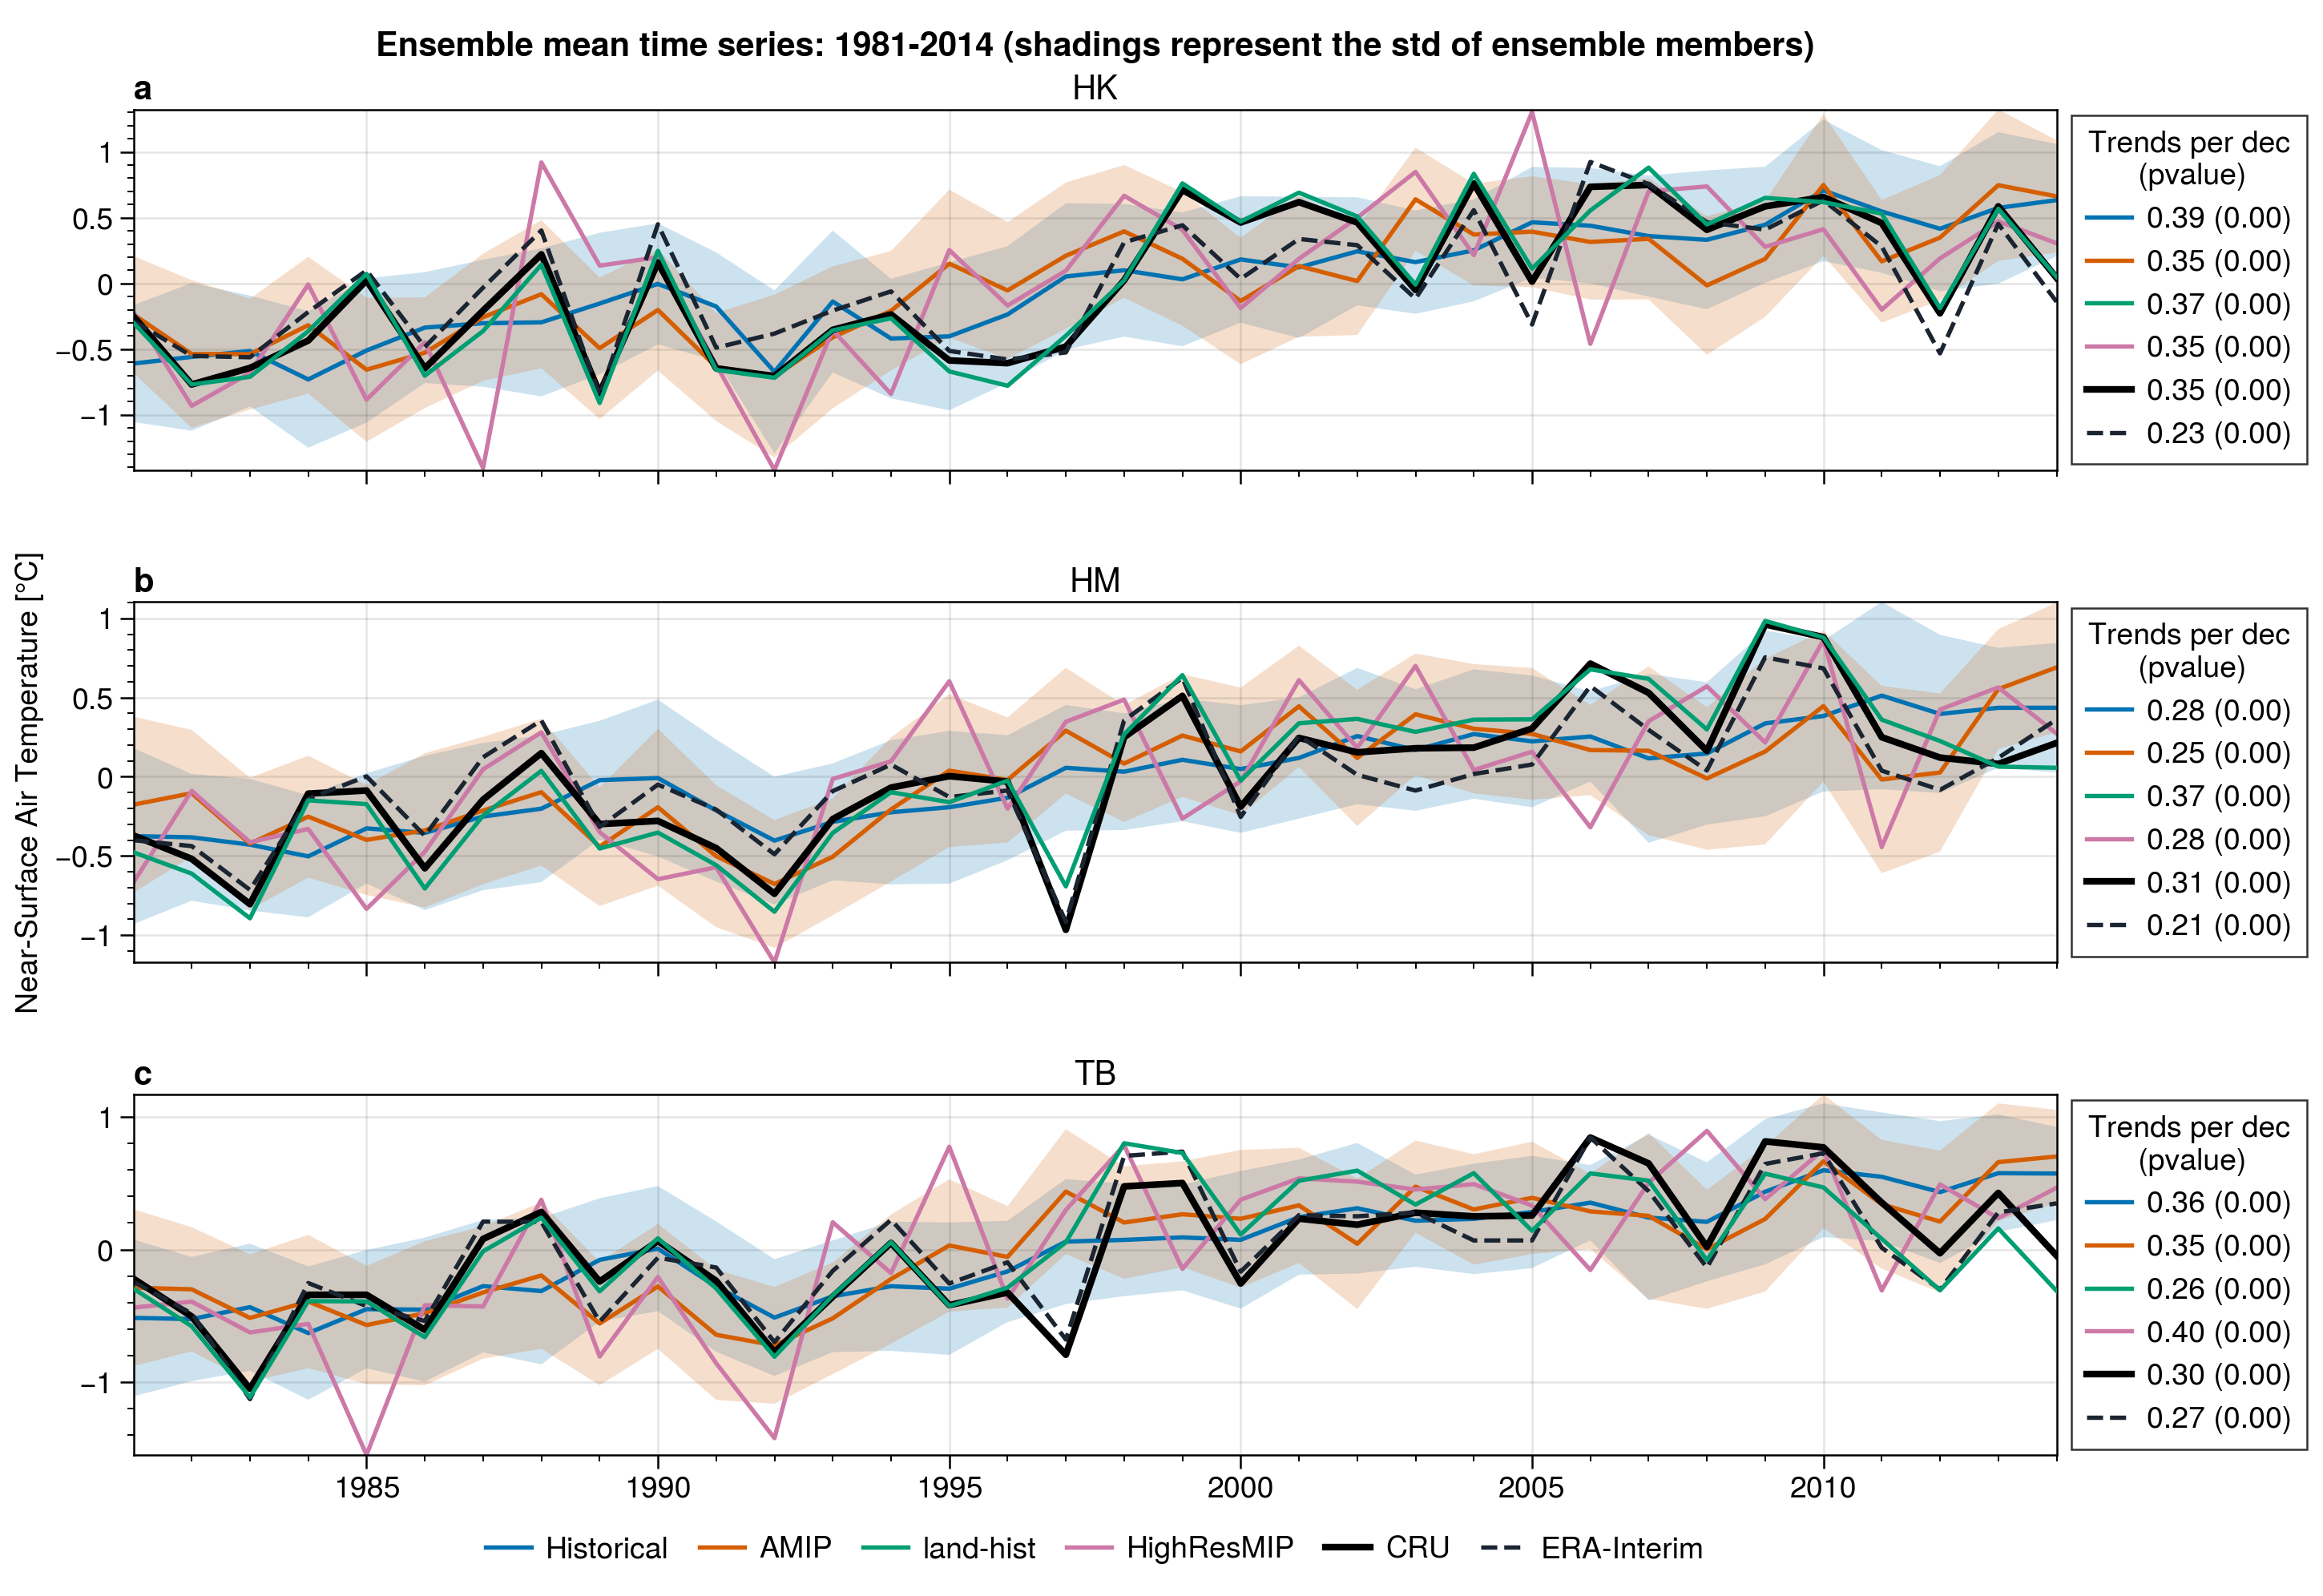 Ensemble mean time series: 1981-2014 (shadings represent the std of ensemble members)
a
HK
1
0.5
0
−0.5
−1
Trends per dec
(pvalue)
0.39 (0.00)
0.35 (0.00)
0.37 (0.00)
0.35 (0.00)
0.35 (0.00)
0.23 (0.00)
Near-Surface Air Temperature [°C]
b
HM
1
0.5
0
−0.5
−1
Trends per dec
(pvalue)
0.28 (0.00)
0.25 (0.00)
0.37 (0.00)
0.28 (0.00)
0.31 (0.00)
0.21 (0.00)
c
TB
1
0
−1
Trends per dec
(pvalue)
0.36 (0.00)
0.35 (0.00)
0.26 (0.00)
0.40 (0.00)
0.30 (0.00)
0.27 (0.00)
1985 1990 1995 2000 2005 2010
Historical AMIP land-hist HighResMIP CRU ERA-Interim